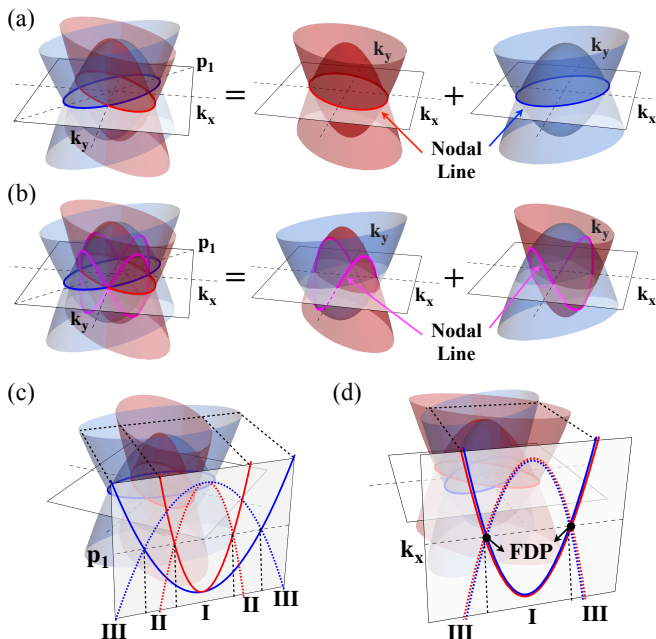 (a)
p1
kx
ky
=
ky
kx
+
ky
kx
Nodal
Line
(b)
p1
kx
ky
=
ky
kx
+
ky
kx
Nodal
Line
(c)
p1
III II I II III
(d)
kx
FDP
III I III